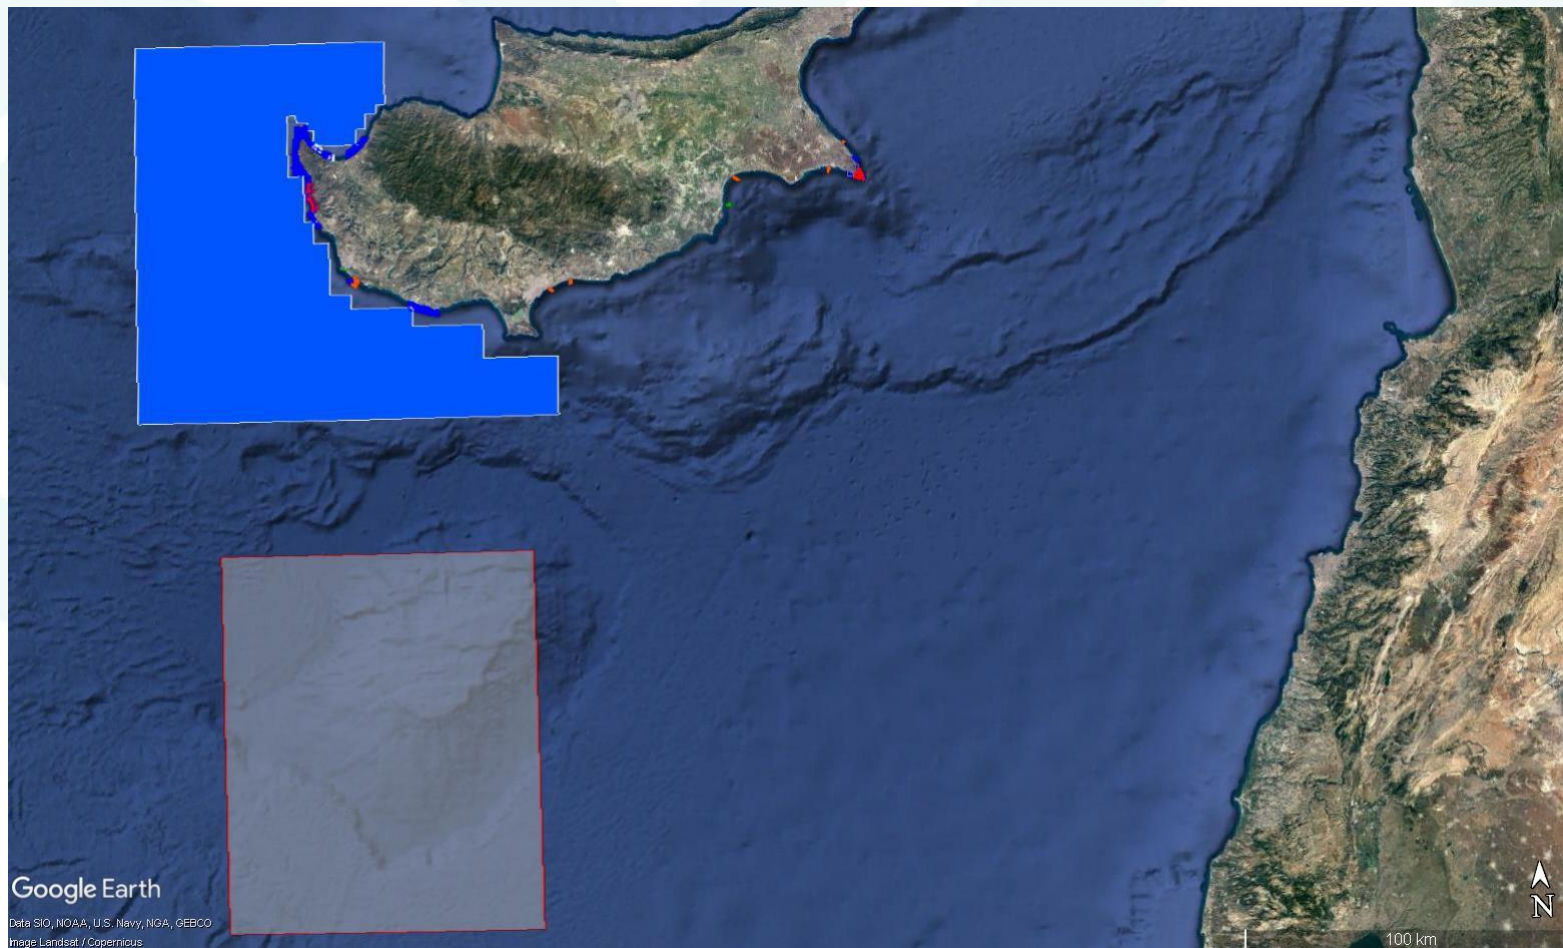 Google Earth
Data SIO, NOAA, U.S. Navy, NGA, GEBCO
Image Landsat / Copernicus
N
100 km